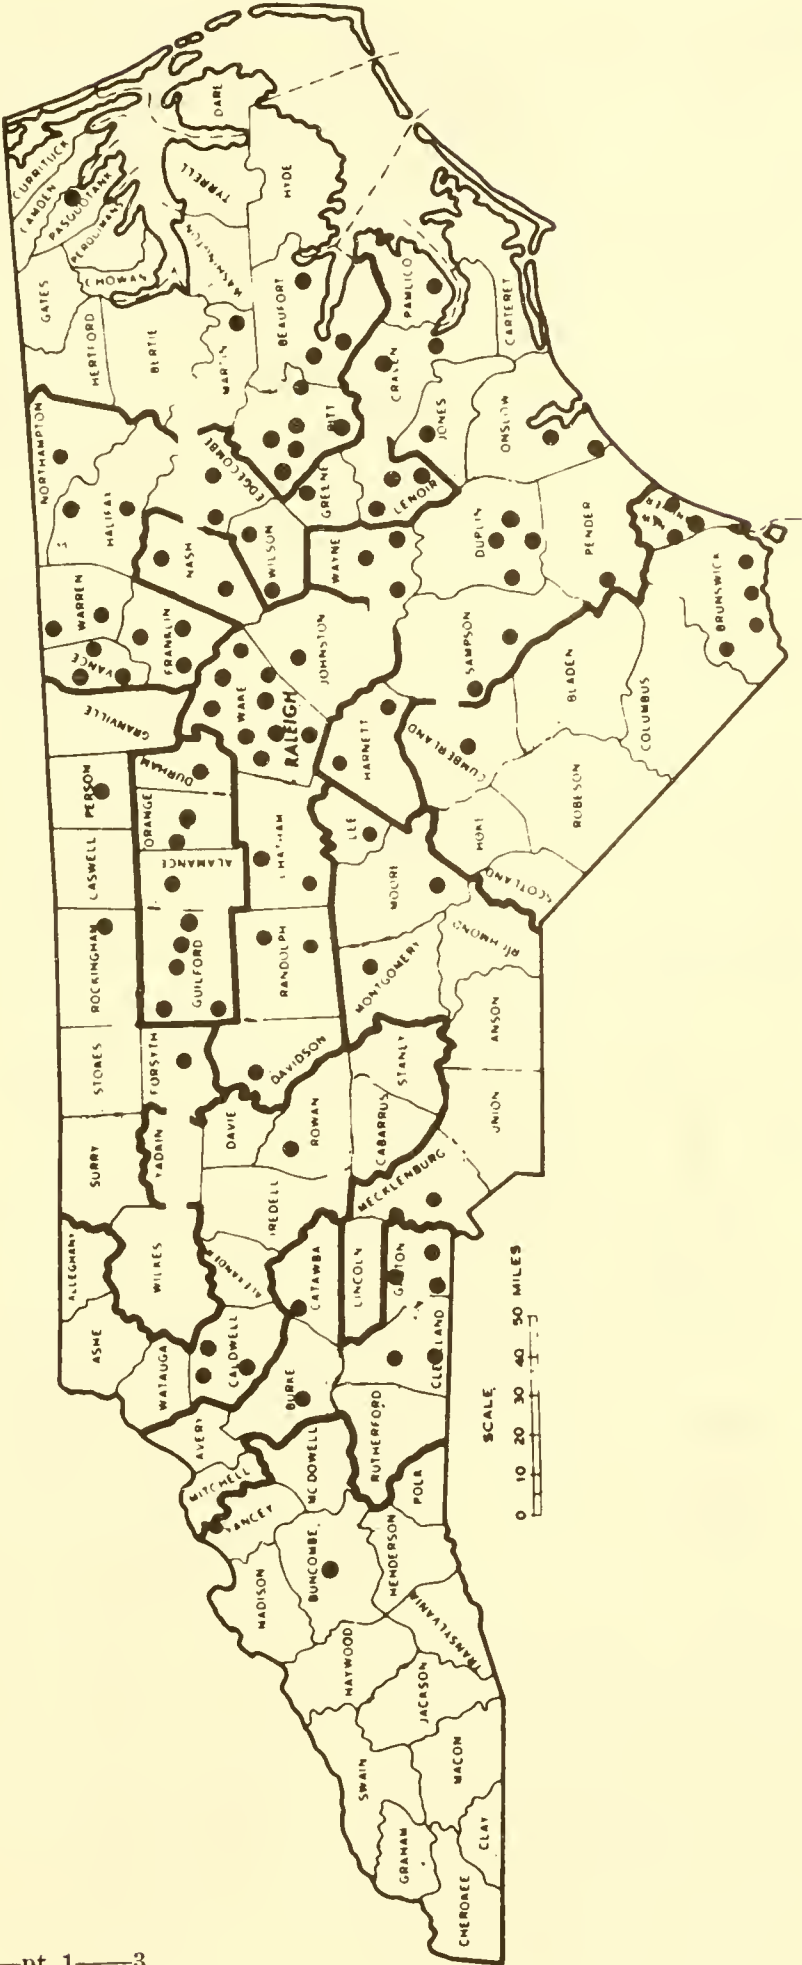 CURRITUCK
CAMDEN
PASQUOTANK
PERQUIMANS
CHOWAN
GATES
HERTFORD
BERTIE
NORTHAMPTON
HALIFAX
WARREN
VANCE
GRANVILLE
PERSON
CASWELL
ROCKINGHAM
STOKES
SURRY
ALLEGHANY
ASHE
DARE
TYRRELL
WASHINGTON
MARTIN
EDGECOMBE
NASH
FRANKLIN
DURHAM
ORANGE
ALAMANCE
GUILFORD
FORSYTH
YADKIN
WILKES
WATAUGA
HYDE
BEAUFORT
PITT
GREENE
WILSON
WAKE
RALEIGH
JOHNSTON
CHATHAM
RANDOLPH
DAVIDSON
DAVIE
ROWAN
IREDELL
ALEXANDER
CALDWELL
AVERY
MITCHELL
YANCEY
MADISON
PAMLICO
CRAVEN
LENOIR
WAYNE
HARNETT
LEE
MOORE
MONTGOMERY
STANLY
CABARRUS
MECKLENBURG
CATAWBA
LINCOLN
GASTON
BURKE
MCDOWELL
BUNCOMBE
HAYWOOD
SWAIN
GRAHAM
CARTERET
JONES
ONSLOW
DUPLIN
SAMPSON
CUMBERLAND
HOKE
SCOTLAND
RICHMOND
ANSON
UNION
CLEVELAND
RUTHERFORD
POLK
HENDERSON
TRANSYLVANIA
JACKSON
MACON
CLAY
CHEROKEE
PENDER
BLADEN
ROBESON
COLUMBUS
BRUNSWICK
SCALE
0 10 20 30 40 50 MILES
pt. 1——3